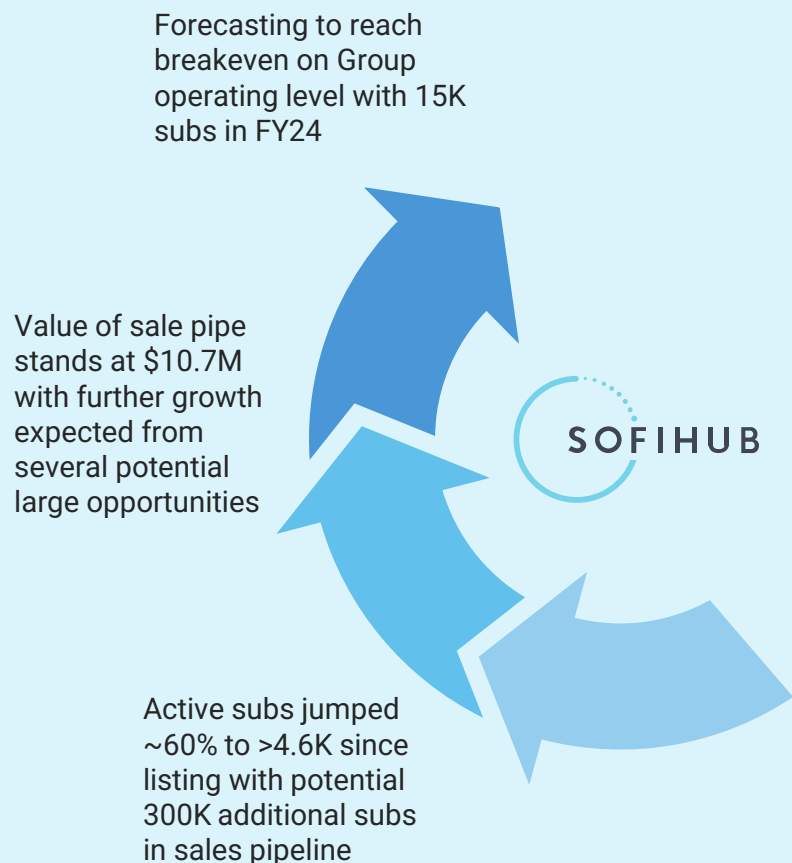 Forecasting to reach
breakeven on Group
operating level with 15K
subs in FY24
Value of sale pipe
stands at $10.7M
with further growth
expected from
several potential
large opportunities
SOFIHUB
Active subs jumped
~60% to >4.6K since
listing with potential
300K additional subs
in sales pipeline